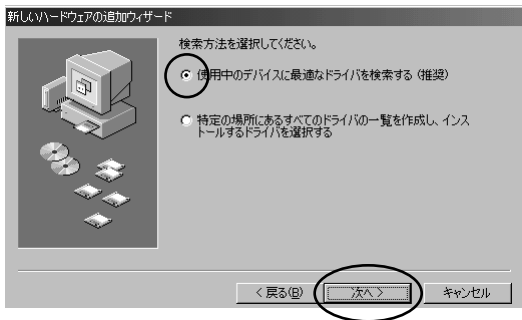 新しいハードウェアの追加ウィザード
検索方法を選択してください。
使用中のデバイスに最適なドライバを検索する (推奨)
特定の場所にあるすべてのドライバの一覧を作成し、インス
トールするドライバを選択する
< 戻る(B)
次へ >
キャンセル